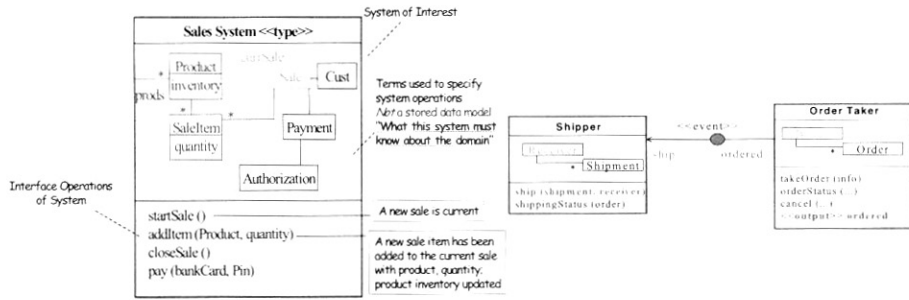 System of Interest
Sales System <<type>>
Product
inventory
prods
*
*
*
Sale
Cust
SaleItem
quantity
Payment
Authorization
Terms used to specify
system operations
Not a stored data model
"What this system must
know about the domain"
Interface Operations
of System
startSale ()
addItem (Product, quantity)
closeSale ()
pay (bankCard, Pin)
A new sale is current
A new sale item has been
added to the current sale
with product, quantity;
product inventory updated
Shipper
Receiver
*
Shipment
ship (shipment, receiver)
shippingStatus (order)
<<event>>
ship
ordered
Order Taker
*
Order
takeOrder (info)
orderStatus (...)
cancel (...)
<<output>> ordered